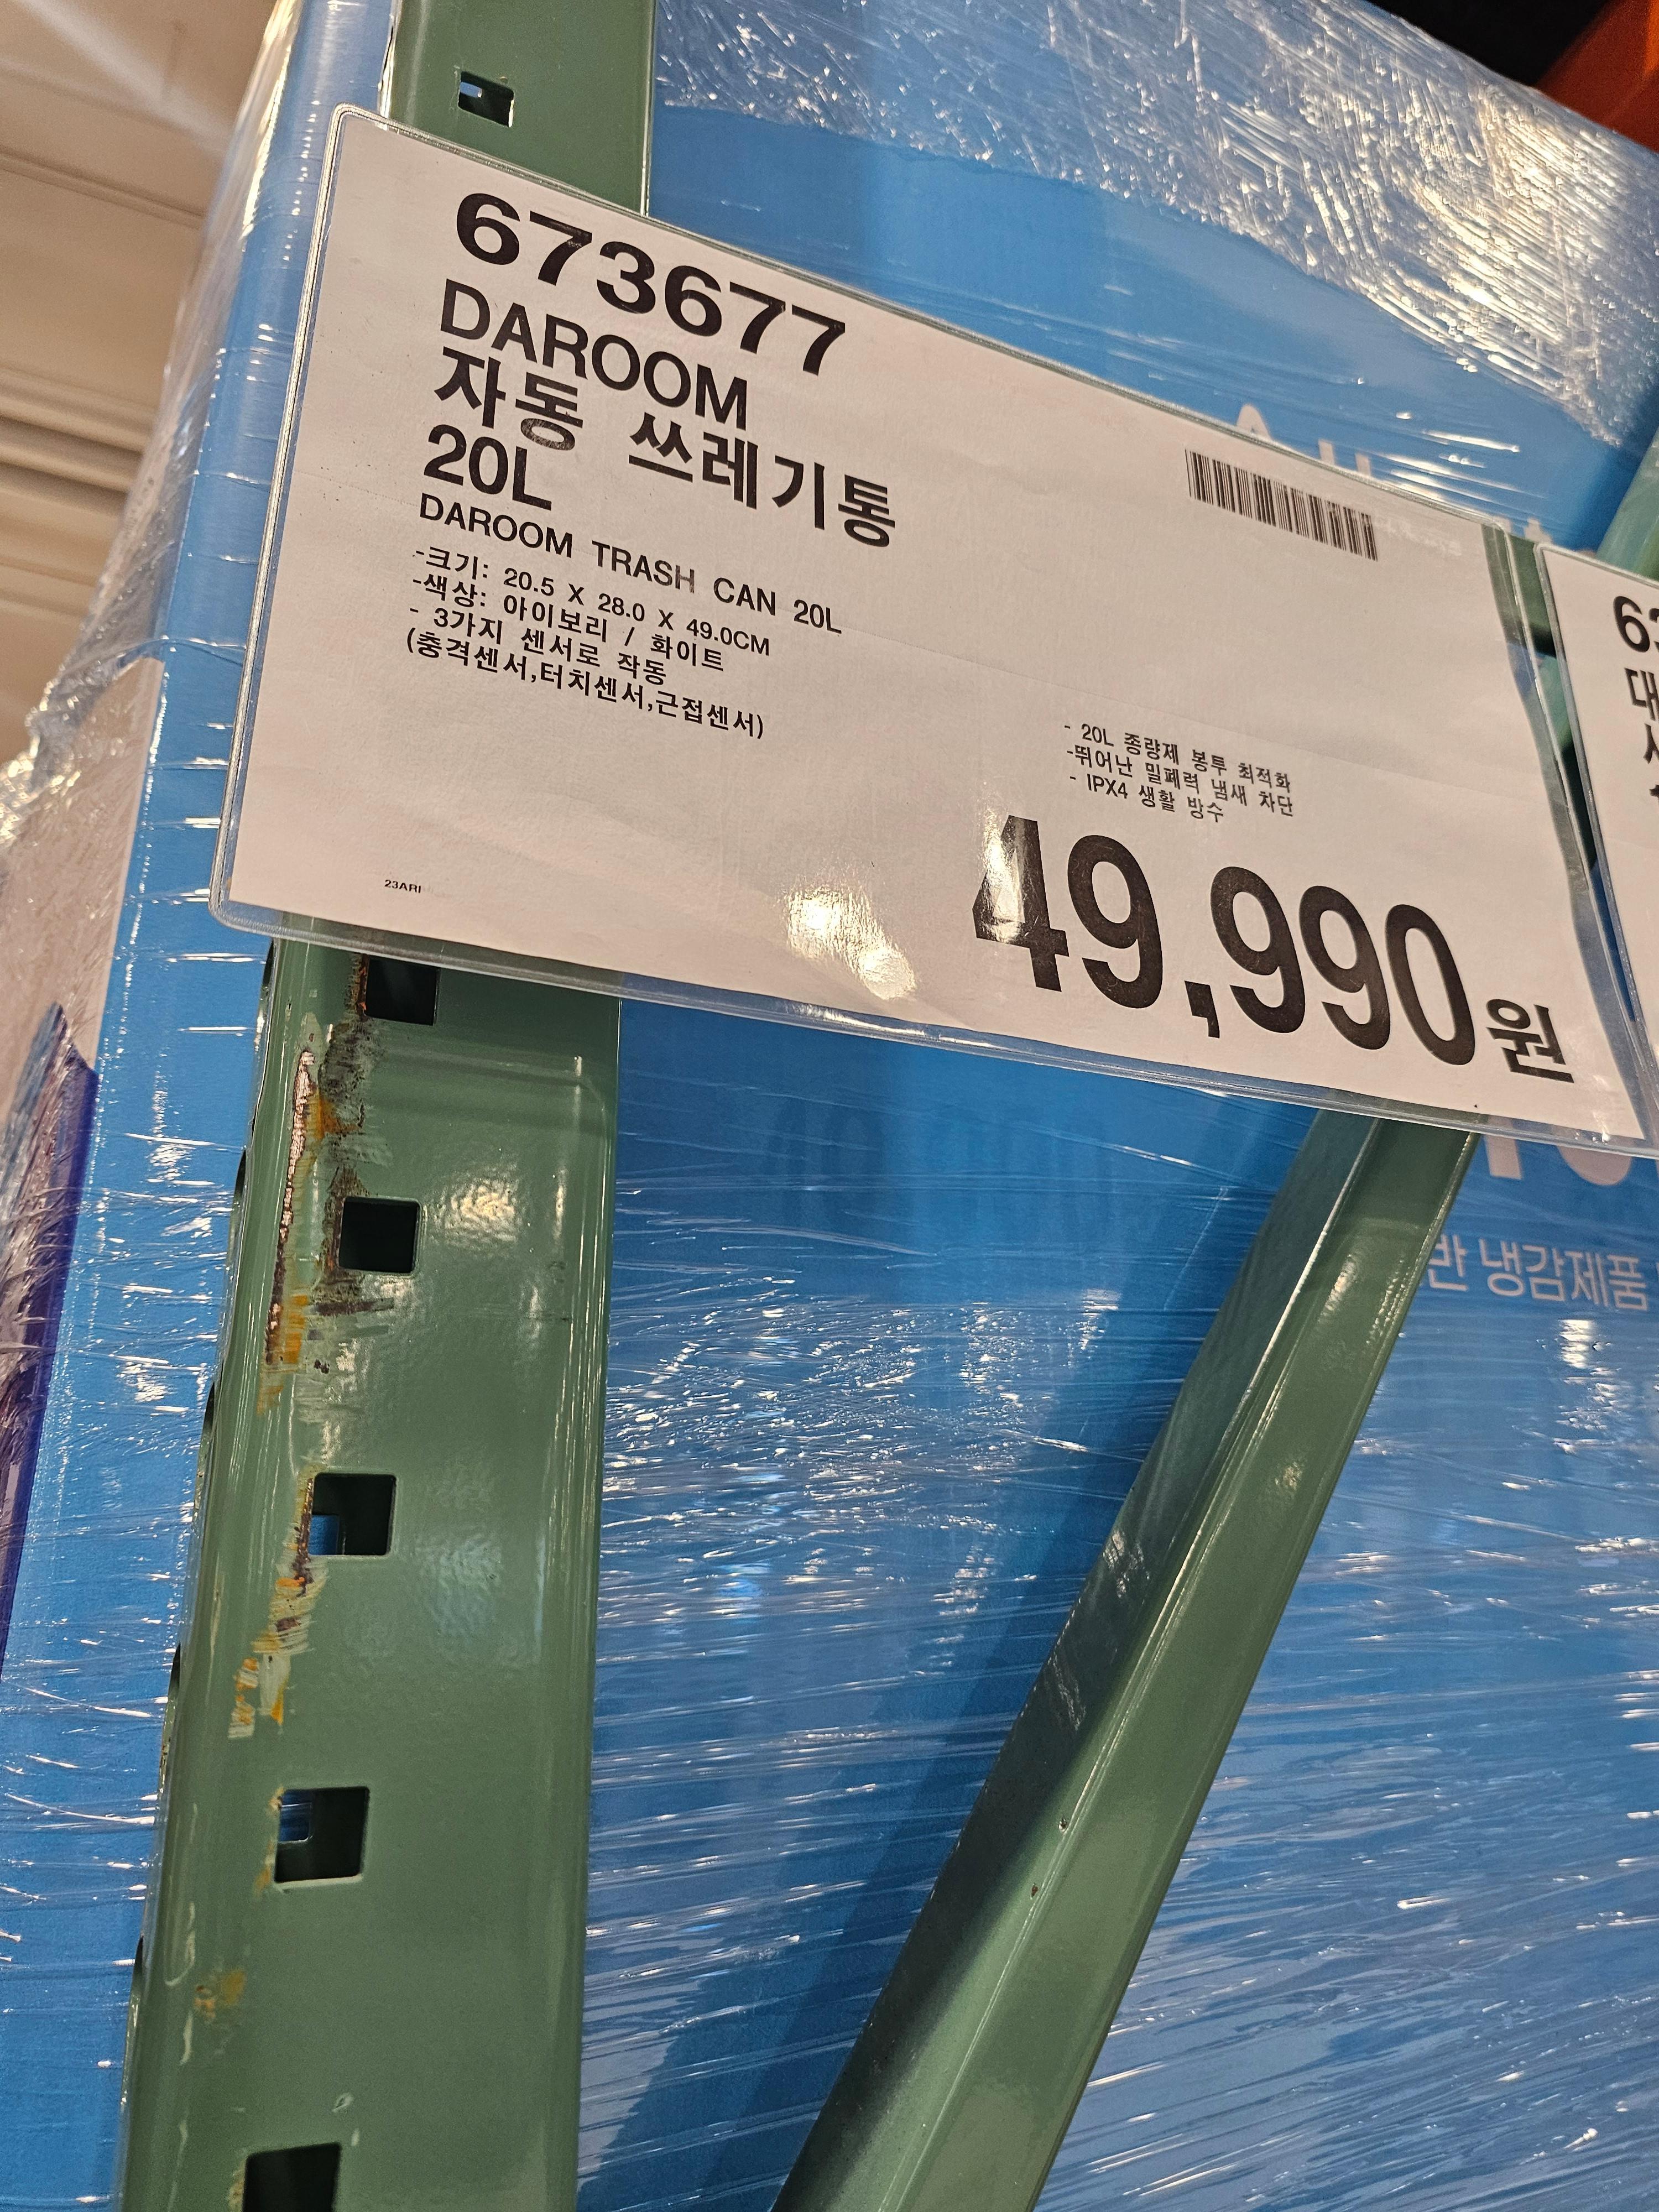 673677
DAROOM
자동 쓰레기통
20L
DAROOM TRASH CAN 20L
-크기: 20.5 X 28.0 X 49.0CM
-색상: 아이보리 / 화이트
- 3가지 센서로 작동
(충격센서,터치센서,근접센서)
- 20L 종량제 봉투 최적화
-뛰어난 밀폐력 냄새 차단
- IPX4 생활 방수
49,990원
23ARI
63
대
반 냉감제품